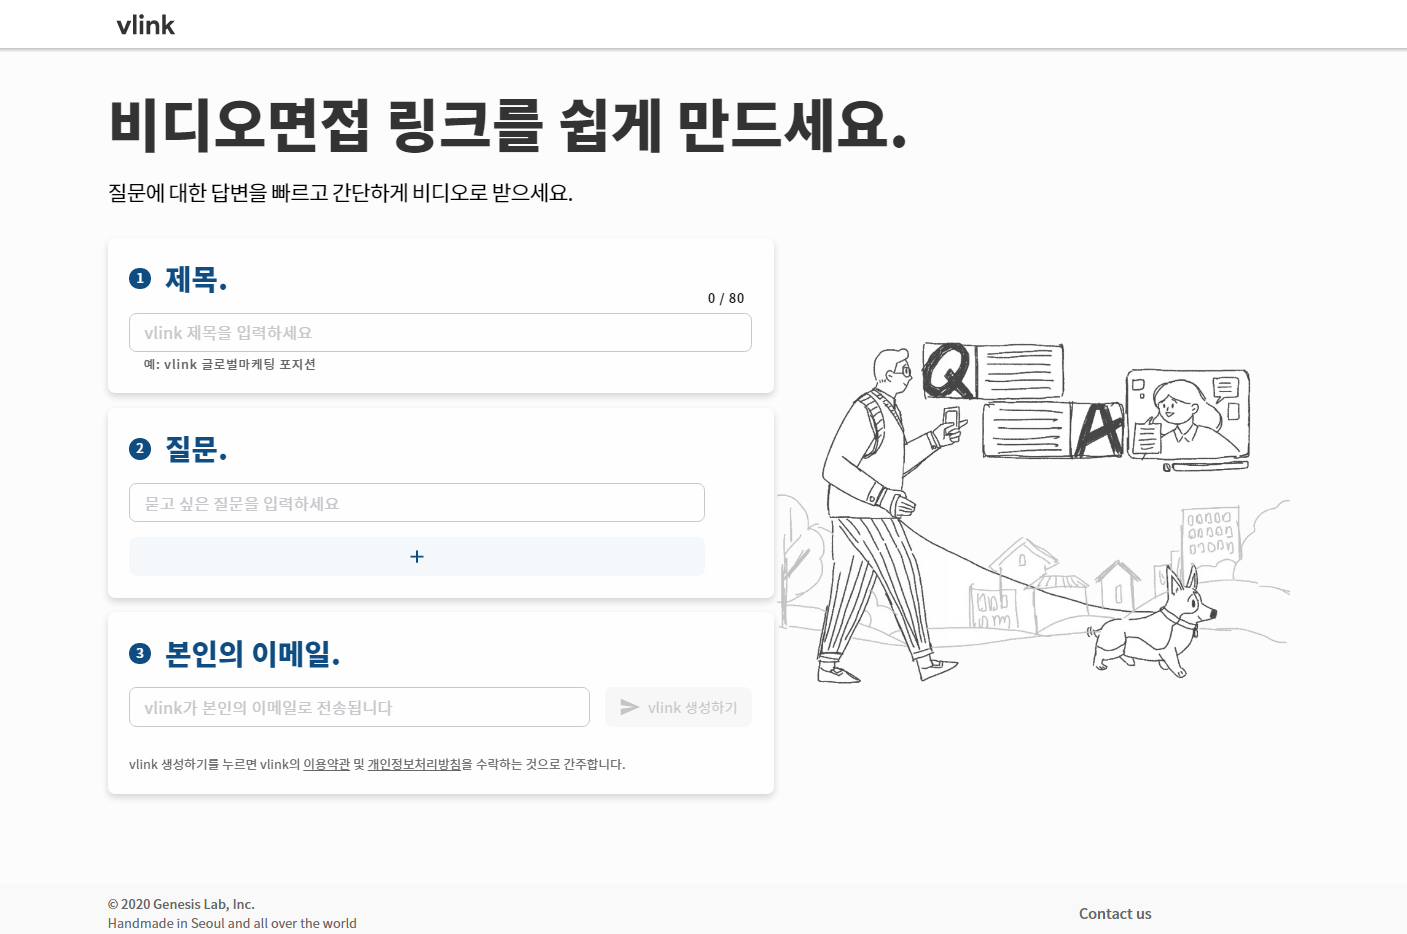 vlink
비디오면접 링크를 쉽게 만드세요.
질문에 대한 답변을 빠르고 간단하게 비디오로 받으세요.
1 제목.
0 / 80
vlink 제목을 입력하세요
예: vlink 글로벌마케팅 포지션
2 질문.
묻고 싶은 질문을 입력하세요
+
3 본인의 이메일.
vlink가 본인의 이메일로 전송됩니다
vlink 생성하기
vlink 생성하기를 누르면 vlink의 이용약관 및 개인정보처리방침을 수락하는 것으로 간주합니다.
Q
A
© 2020 Genesis Lab, Inc.
Handmade in Seoul and all over the world
Contact us